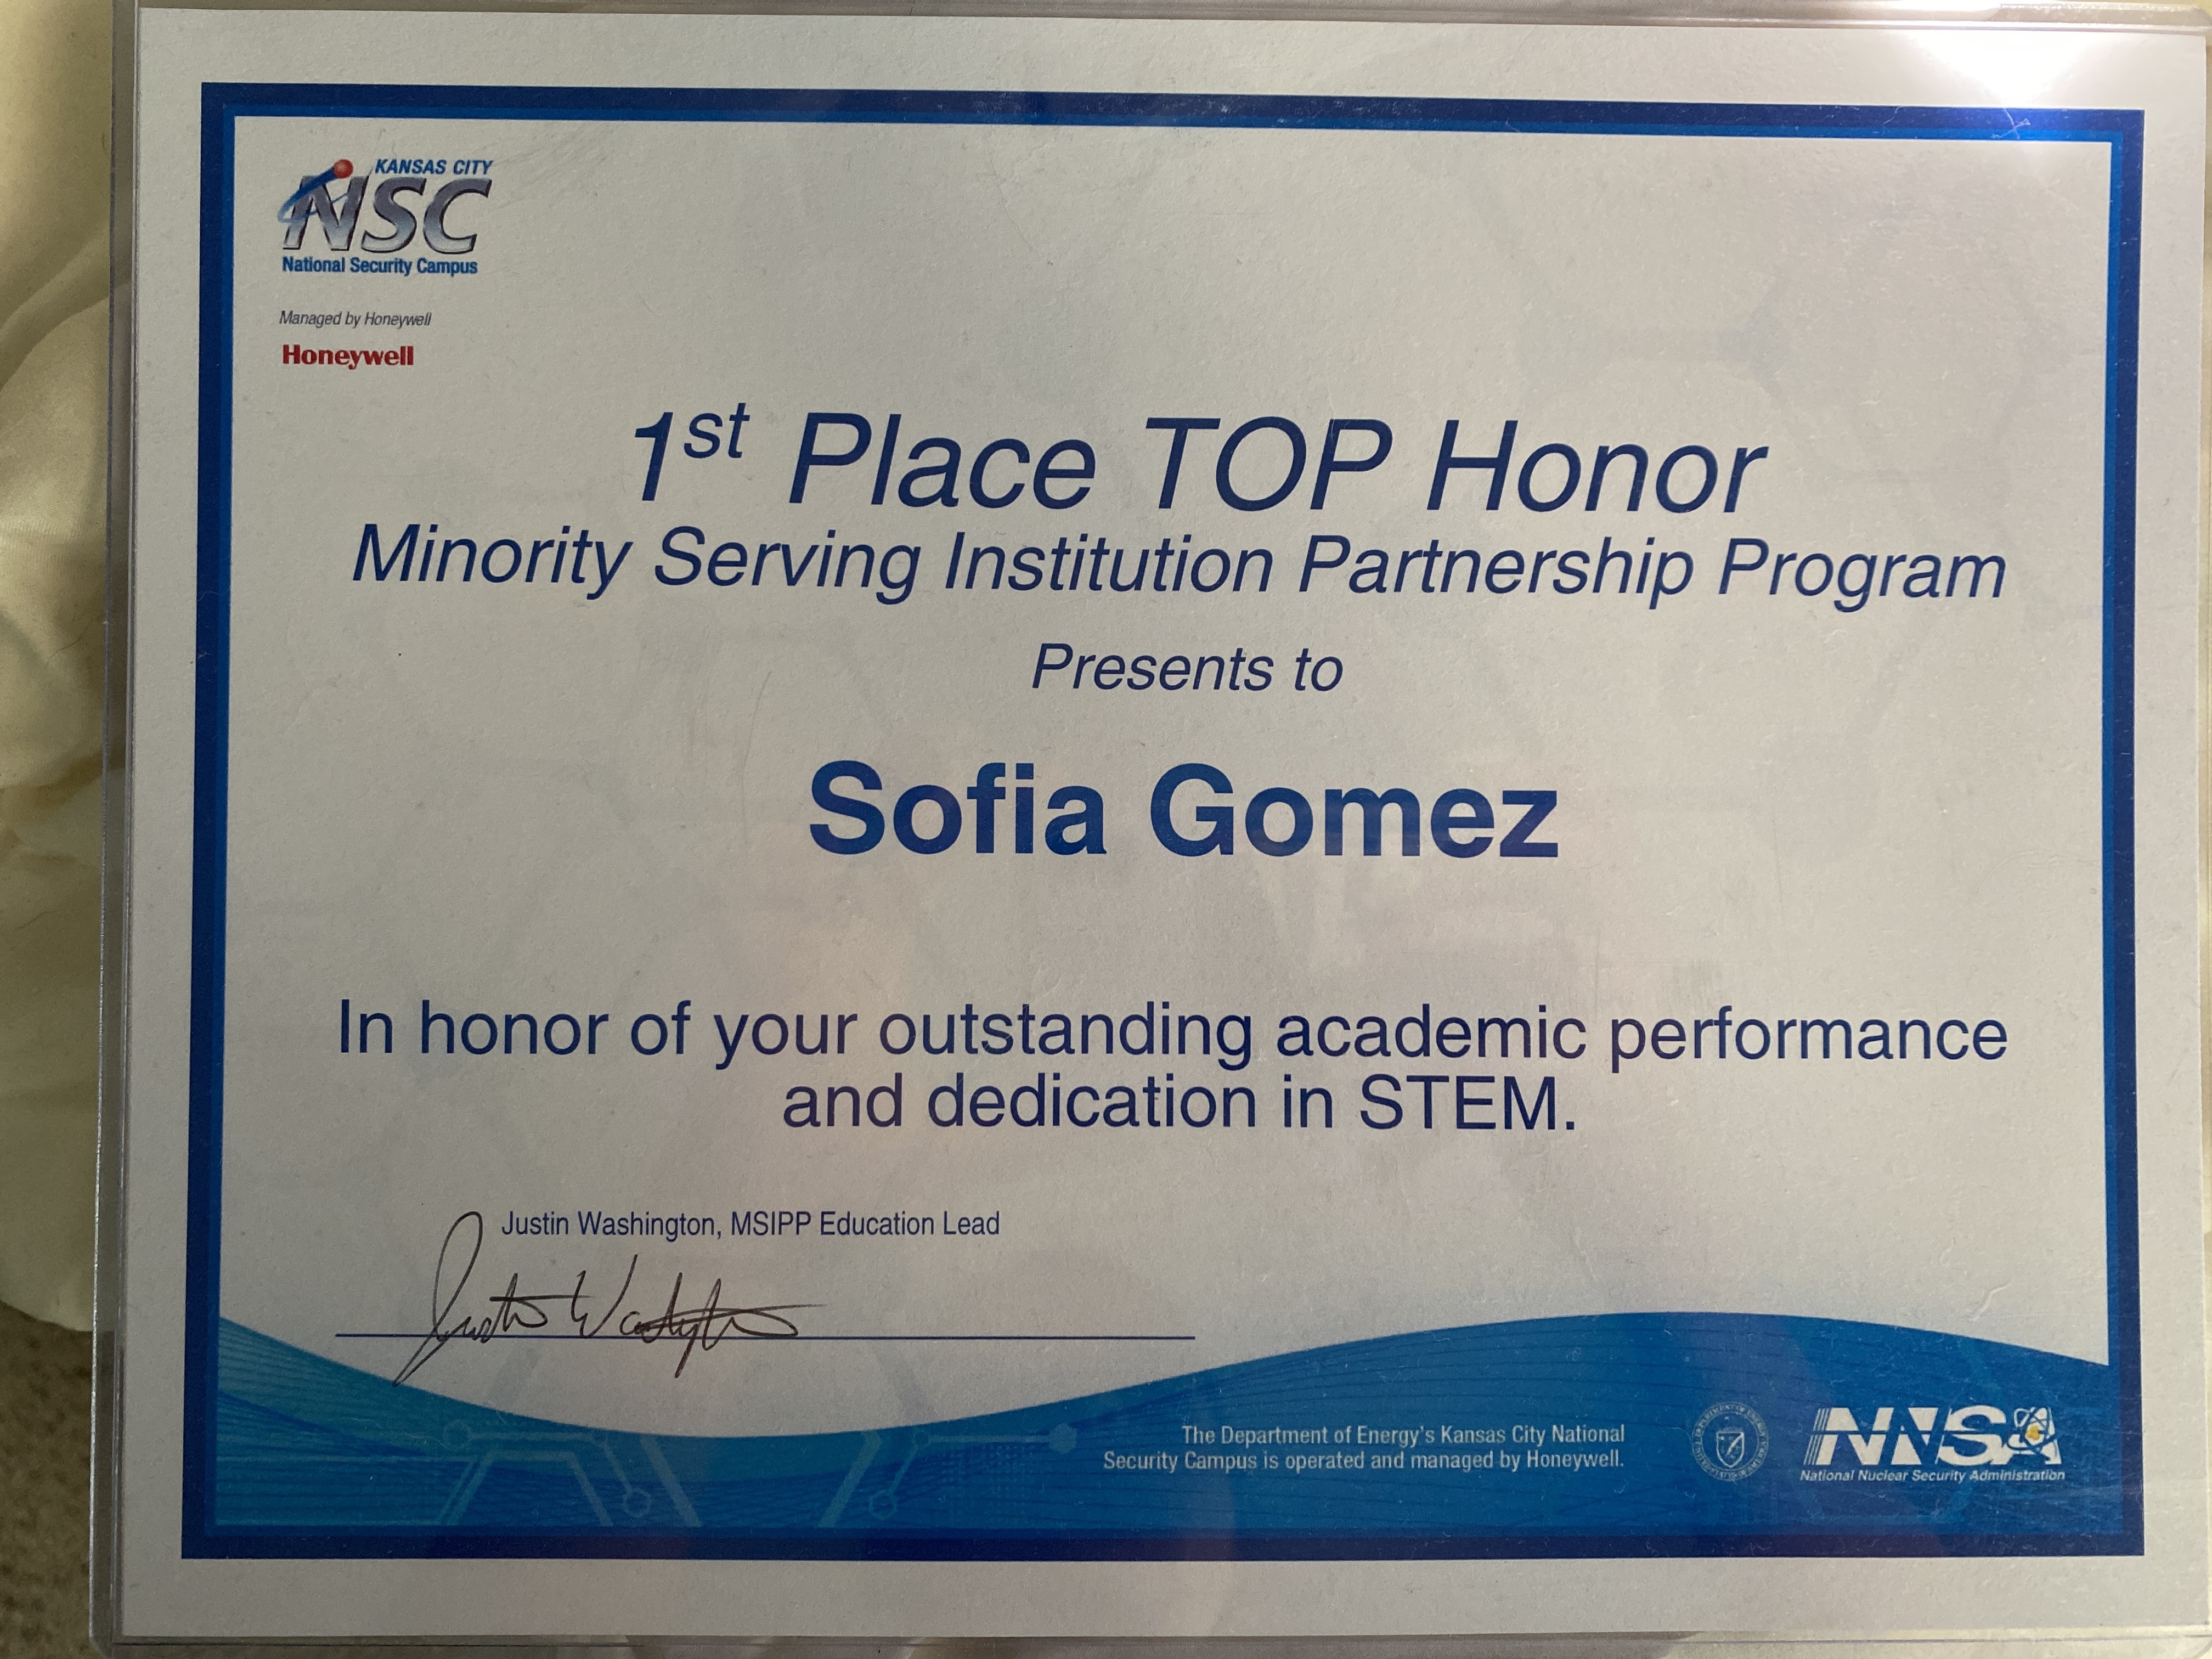 KANSAS CITY
NSC
National Security Campus
Managed by Honeywell
Honeywell
1st Place TOP Honor
Minority Serving Institution Partnership Program
Presents to
Sofia Gomez
In honor of your outstanding academic performance
and dedication in STEM.
Justin Washington, MSIPP Education Lead
Justin Washington
The Department of Energy's Kansas City National
Security Campus is operated and managed by Honeywell.
NNSA
National Nuclear Security Administration